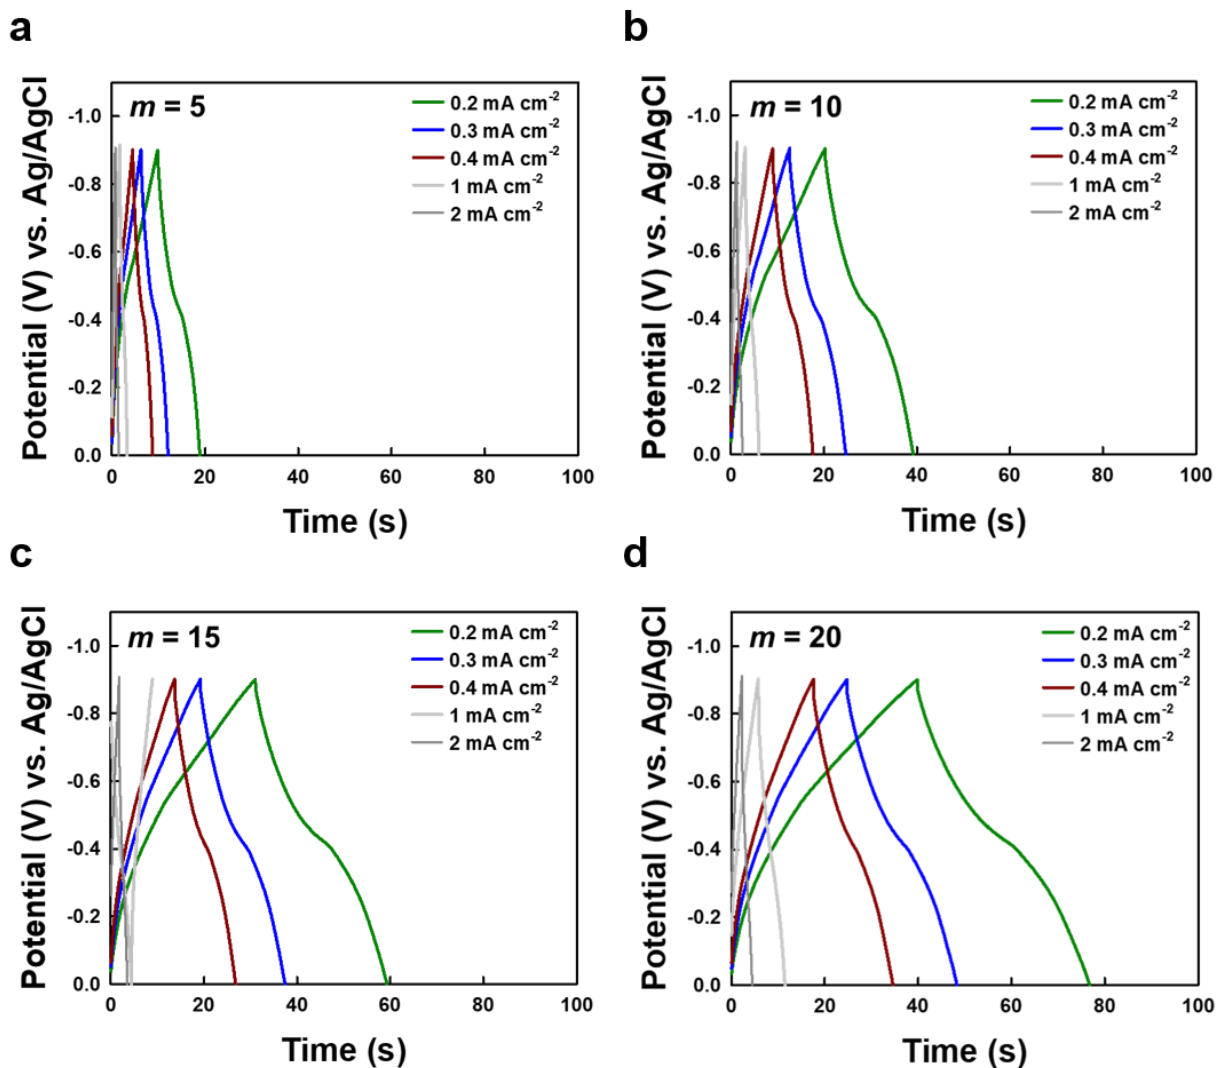 a
m = 5
0.2 mA cm-2
0.3 mA cm-2
0.4 mA cm-2
1 mA cm-2
2 mA cm-2
-1.0
-0.8
-0.6
-0.4
-0.2
0.0
0 20 40 60 80 100
Potential (V) vs. Ag/AgCl
Time (s)
b
m = 10
0.2 mA cm-2
0.3 mA cm-2
0.4 mA cm-2
1 mA cm-2
2 mA cm-2
-1.0
-0.8
-0.6
-0.4
-0.2
0.0
0 20 40 60 80 100
Potential (V) vs. Ag/AgCl
Time (s)
c
m = 15
0.2 mA cm-2
0.3 mA cm-2
0.4 mA cm-2
1 mA cm-2
2 mA cm-2
-1.0
-0.8
-0.6
-0.4
-0.2
0.0
0 20 40 60 80 100
Potential (V) vs. Ag/AgCl
Time (s)
d
m = 20
0.2 mA cm-2
0.3 mA cm-2
0.4 mA cm-2
1 mA cm-2
2 mA cm-2
-1.0
-0.8
-0.6
-0.4
-0.2
0.0
0 20 40 60 80 100
Potential (V) vs. Ag/AgCl
Time (s)